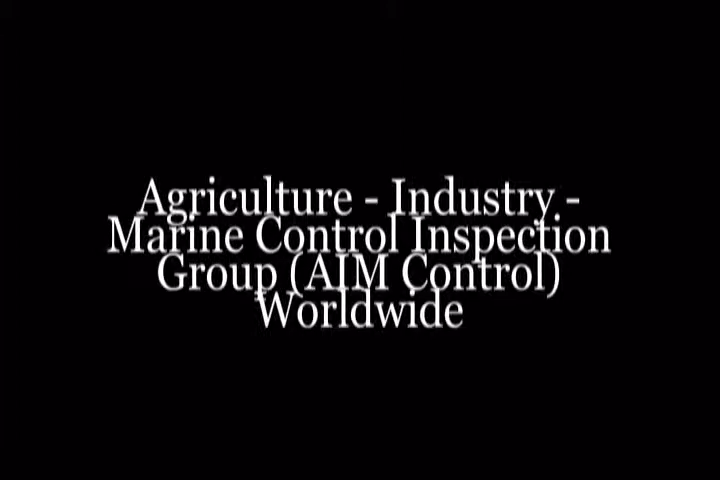 Agriculture - Industry -
Marine Control Inspection
Group (AIM Control)
Worldwide